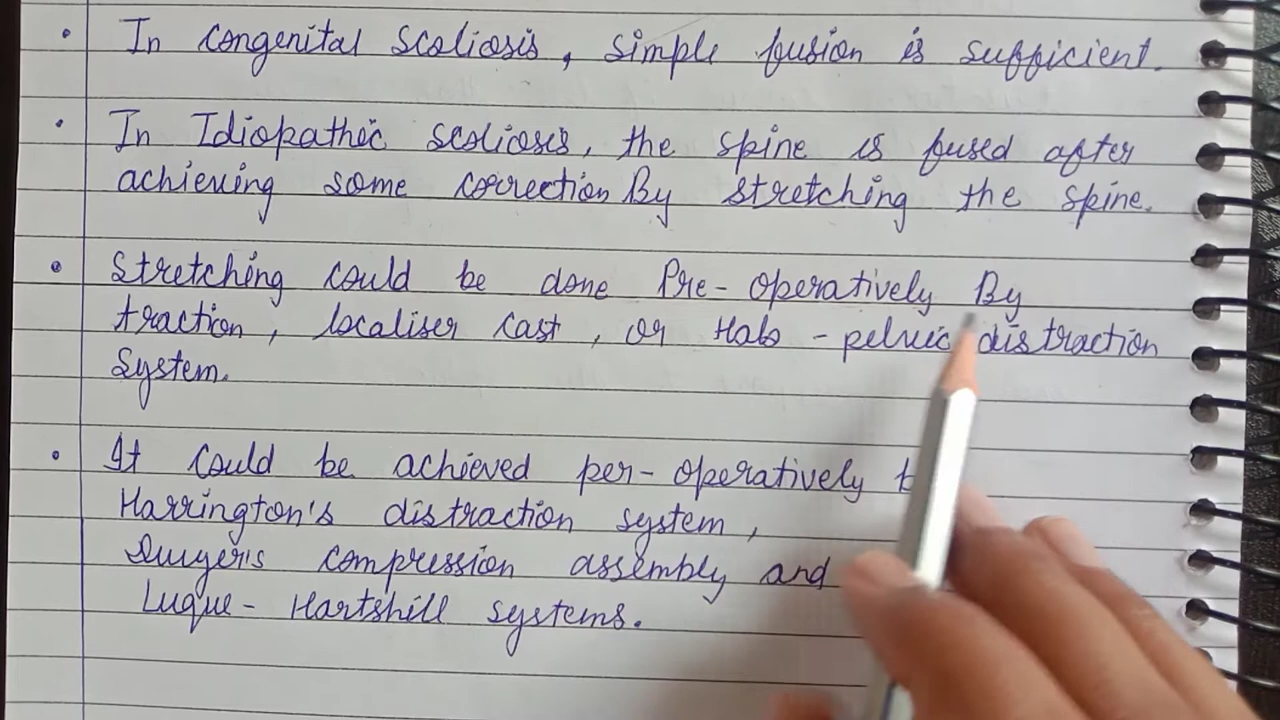 In congenital scoliosis, simple fusion is sufficient.
In Idiopathic scoliosis, the spine is fused after
achieving some correction By stretching the spine.
Stretching could be done Pre-operatively By
traction, localiser cast, or Halo-pelvic distraction
System.
It could be achieved per-operatively
Harrington's distraction system,
Dwyer's compression assembly and
Luque-Hartshill systems.